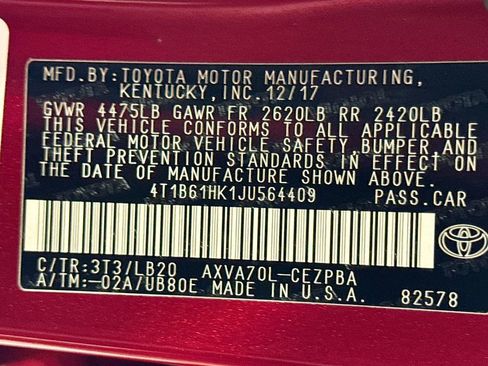 MFD.BY:TOYOTA MOTOR MANUFACTURING,
KENTUCKY, INC.12/17
GVWR 4475LB GAWR FR 2620LB RR 2420LB
THIS VEHICLE CONFORMS TO ALL APPLICABLE
FEDERAL MOTOR VEHICLE SAFETY,BUMPER,AND
THEFT PREVENTION STANDARDS IN EFFECT ON
THE DATE OF MANUFACTURE SHOWN ABOVE.
4T1B61HK1JU564409 PASS.CAR
C/TR:3T3/LB20 AXVA70L-CEZPBA
A/TM:-02A/UB80E MADE IN U.S.A. 82578
TOYOTA